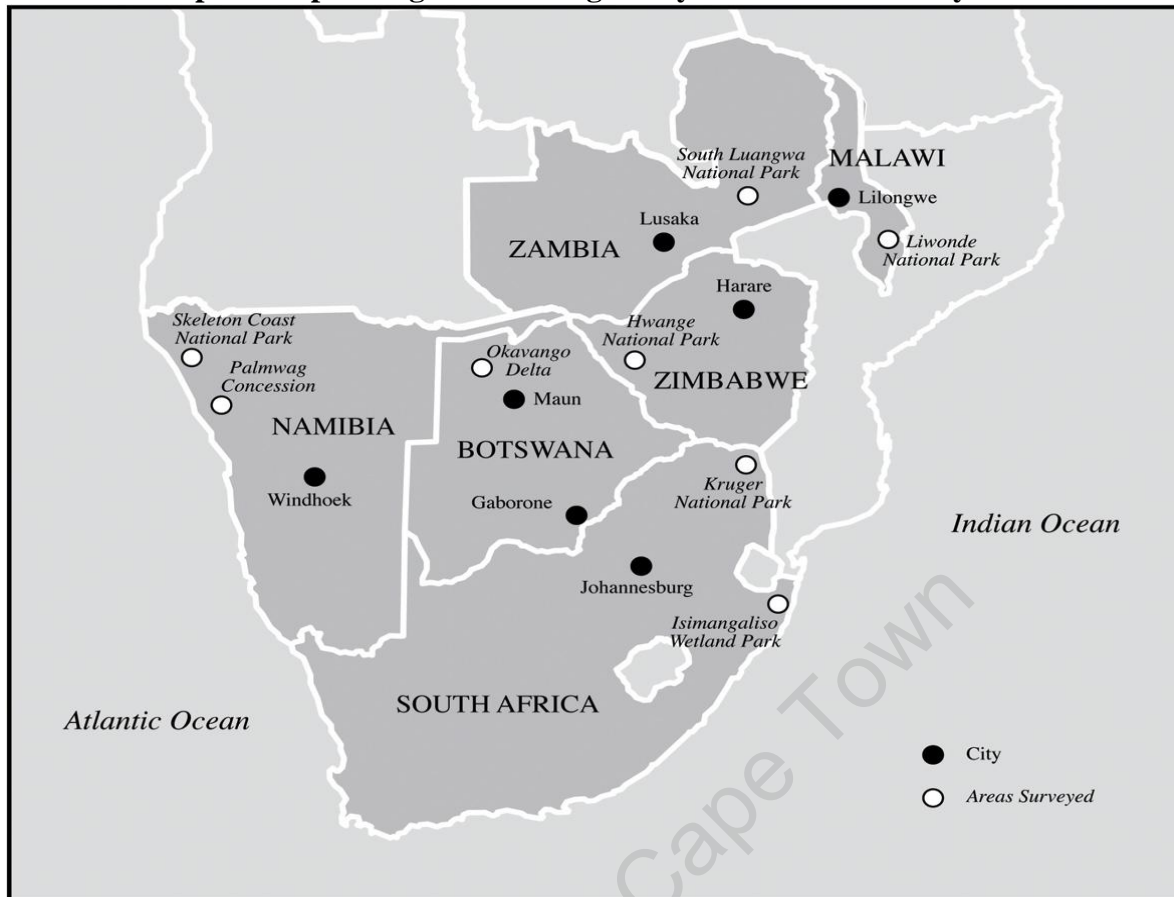 South Luangwa
National Park
MALAWI
Lilongwe
Lusaka
ZAMBIA
Liwonde
National Park
Harare
Skeleton Coast
National Park
Hwange
National Park
Okavango
Delta
Palmwag
Concession
ZIMBABWE
Maun
NAMIBIA
BOTSWANA
Kruger
National Park
Windhoek
Gaborone
Indian Ocean
Johannesburg
Isimangaliso
Wetland Park
SOUTH AFRICA
Atlantic Ocean
City
Areas Surveyed
Cape Town